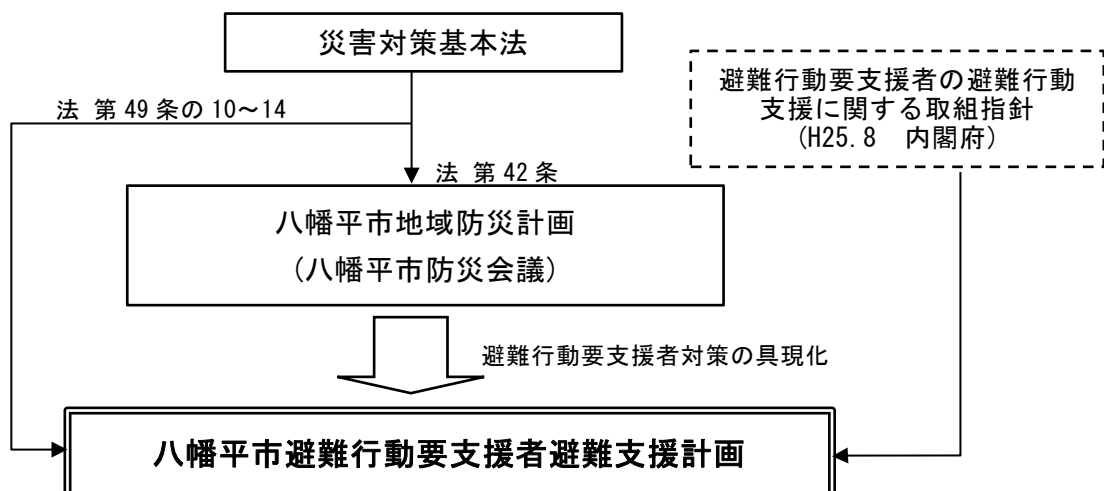 災害対策基本法
避難行動要支援者の避難行動
支援に関する取組指針
(H25.8 内閣府)
法 第49条の10～14
法 第42条
八幡平市地域防災計画
(八幡平市防災会議)
避難行動要支援者対策の具現化
八幡平市避難行動要支援者避難支援計画